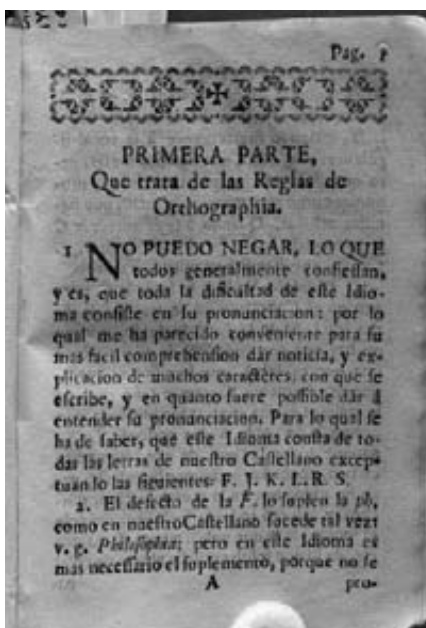 Pag. 1
PRIMERA PARTE,
Que trata de las Reglas de
Orthographia.
1 NO PUEDO NEGAR, LO QUE
todos generalmente confieſſan,
y es, que toda la dificultad de eſte Idio-
ma conſiſte en ſu pronunciacion: por lo
qual me ha parecido conveniente para ſu
mas facil comprehenſion dàr noticia, y ex-
plicacion de muchos caractères, con que ſe
eſcribe, y en quanto fuere poſſible dàr à
entender ſu pronunciacion. Para lo qual ſe
ha de ſaber, que eſte Idioma conſta de to-
das las letras de nueſtro Caſtellano excep-
tuando las ſiguientes: F. J. K. L. R. S.
2. El defecto de la F. lo ſuplen la ph,
como en nueſtro Caſtellano ſucede tal vez:
v. g. Philoſophia; pero en eſte Idioma es
mas neceſſario el ſuplemento, porque no ſe
A pro-